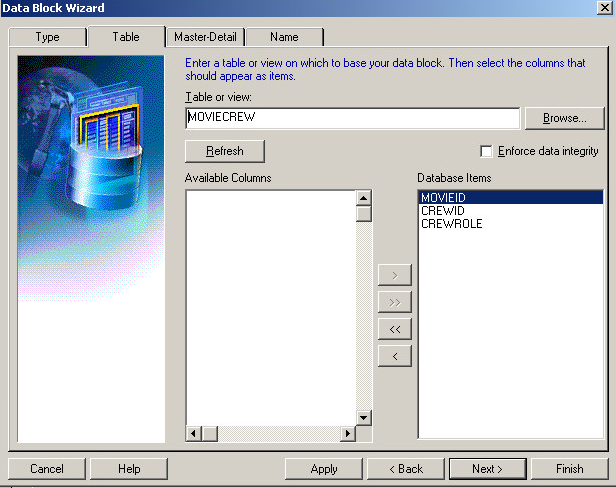 Data Block Wizard
Type Table Master-Detail Name
Enter a table or view on which to base your data block. Then select the columns that
should appear as items.
Table or view:
MOVIECREW Browse...
Refresh Enforce data integrity
Available Columns Database Items
MOVIEID
CREWID
CREWROLE
>
>>
<<
<
Cancel Help Apply < Back Next > Finish